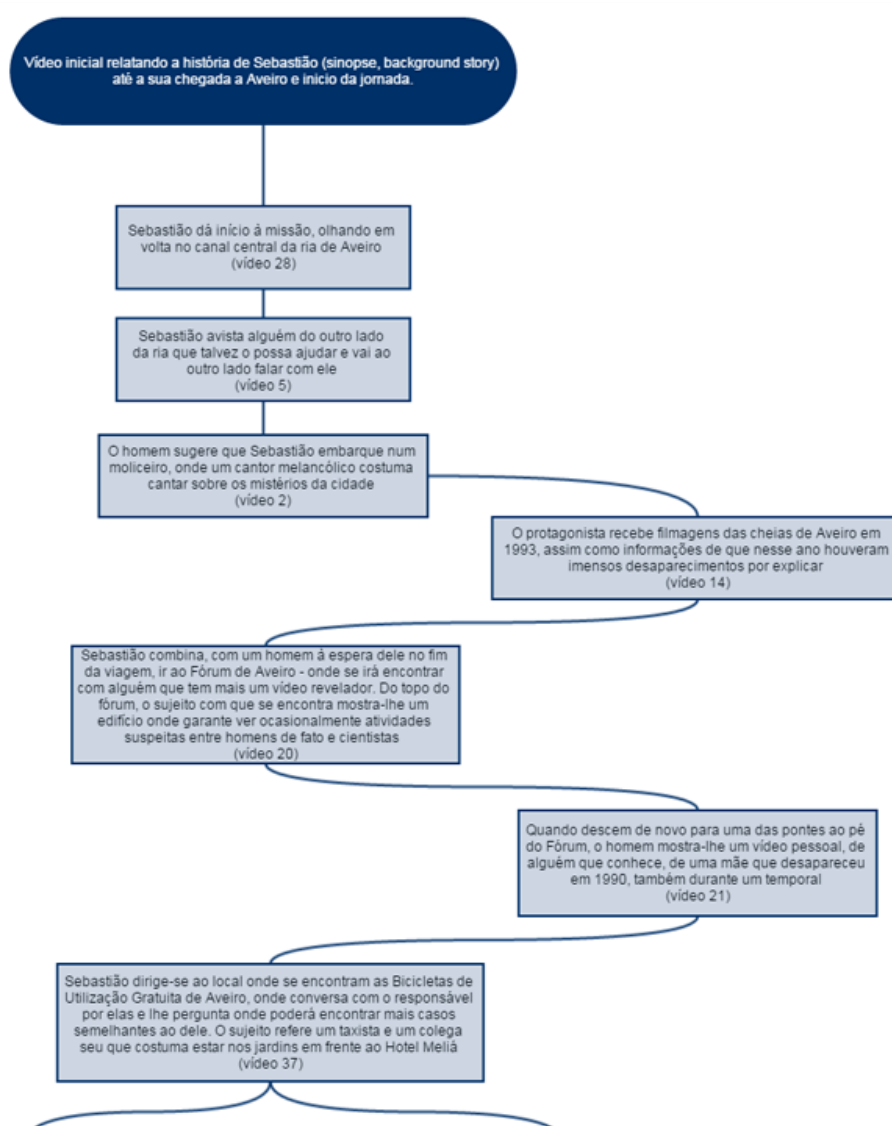 Vídeo inicial relatando a história de Sebastião (sinopse, background story)
até a sua chegada a Aveiro e inicio da jornada.
Sebastião dá início á missão, olhando em
volta no canal central da ria de Aveiro
(vídeo 28)
Sebastião avista alguém do outro lado
da ria que talvez o possa ajudar e vai ao
outro lado falar com ele
(vídeo 5)
O homem sugere que Sebastião embarque num
moliceiro, onde um cantor melancólico costuma
cantar sobre os mistérios da cidade
(vídeo 2)
O protagonista recebe filmagens das cheias de Aveiro em
1993, assim como informações de que nesse ano houveram
imensos desaparecimentos por explicar
(vídeo 14)
Sebastião combina, com um homem á espera dele no fim
da viagem, ir ao Fórum de Aveiro - onde se irá encontrar
com alguém que tem mais um vídeo revelador. Do topo do
fórum, o sujeito com que se encontra mostra-lhe um
edifício onde garante ver ocasionalmente atividades
suspeitas entre homens de fato e cientistas
(vídeo 20)
Quando descem de novo para uma das pontes ao pé
do Fórum, o homem mostra-lhe um vídeo pessoal, de
alguém que conhece, de uma mãe que desapareceu
em 1990, também durante um temporal
(vídeo 21)
Sebastião dirige-se ao local onde se encontram as Bicicletas de
Utilização Gratuita de Aveiro, onde conversa com o responsável
por elas e lhe pergunta onde poderá encontrar mais casos
semelhantes ao dele. O sujeito refere um taxista e um colega
seu que costuma estar nos jardins em frente ao Hotel Meliá
(vídeo 37)